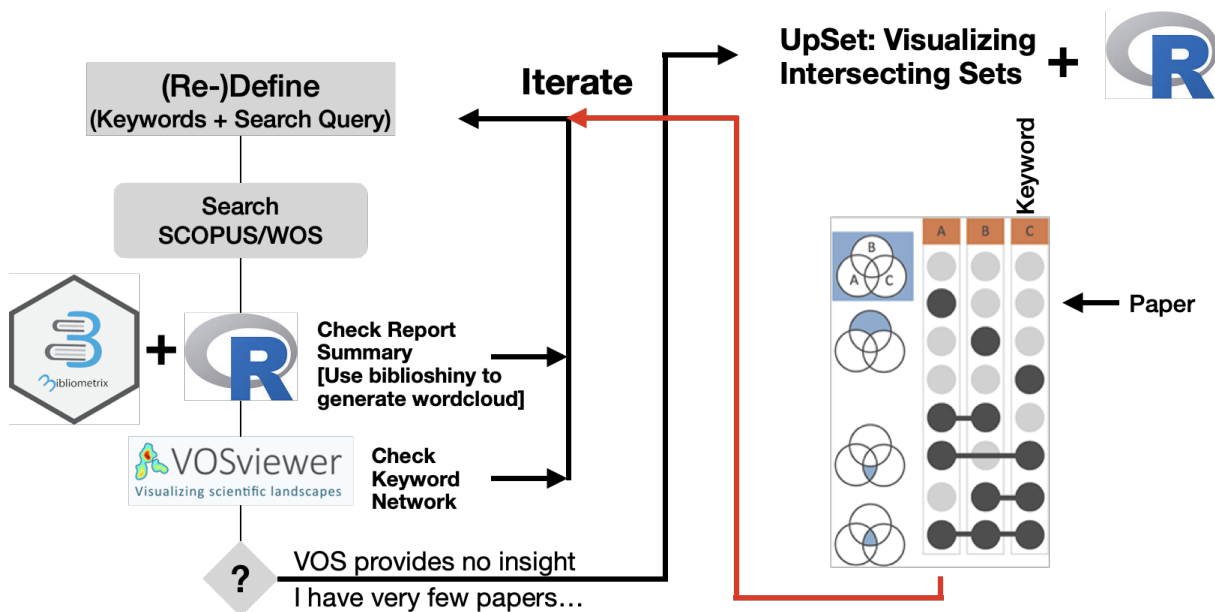 (Re-)Define
(Keywords + Search Query)
Search
SCOPUS/WOS
Bibliometrix
+
R
Check Report
Summary
[Use biblioshiny to
generate wordcloud]
VOSviewer
Visualizing scientific landscapes
Check
Keyword
Network
?
VOS provides no insight
I have very few papers...
Iterate
UpSet: Visualizing
Intersecting Sets
+
R
Keyword
A B C
B
A C
Paper